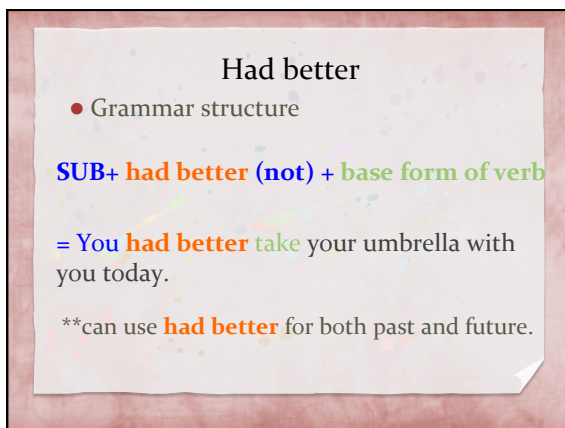 Had better
● Grammar structure
SUB+ had better (not) + base form of verb
= You had better take your umbrella with
you today.
**can use had better for both past and future.